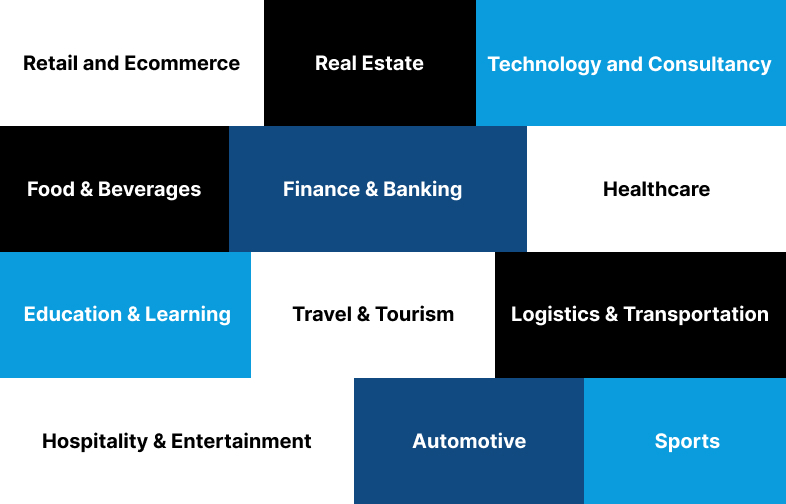 Retail and Ecommerce
Real Estate
Technology and Consultancy
Food & Beverages
Finance & Banking
Healthcare
Education & Learning
Travel & Tourism
Logistics & Transportation
Hospitality & Entertainment
Automotive
Sports